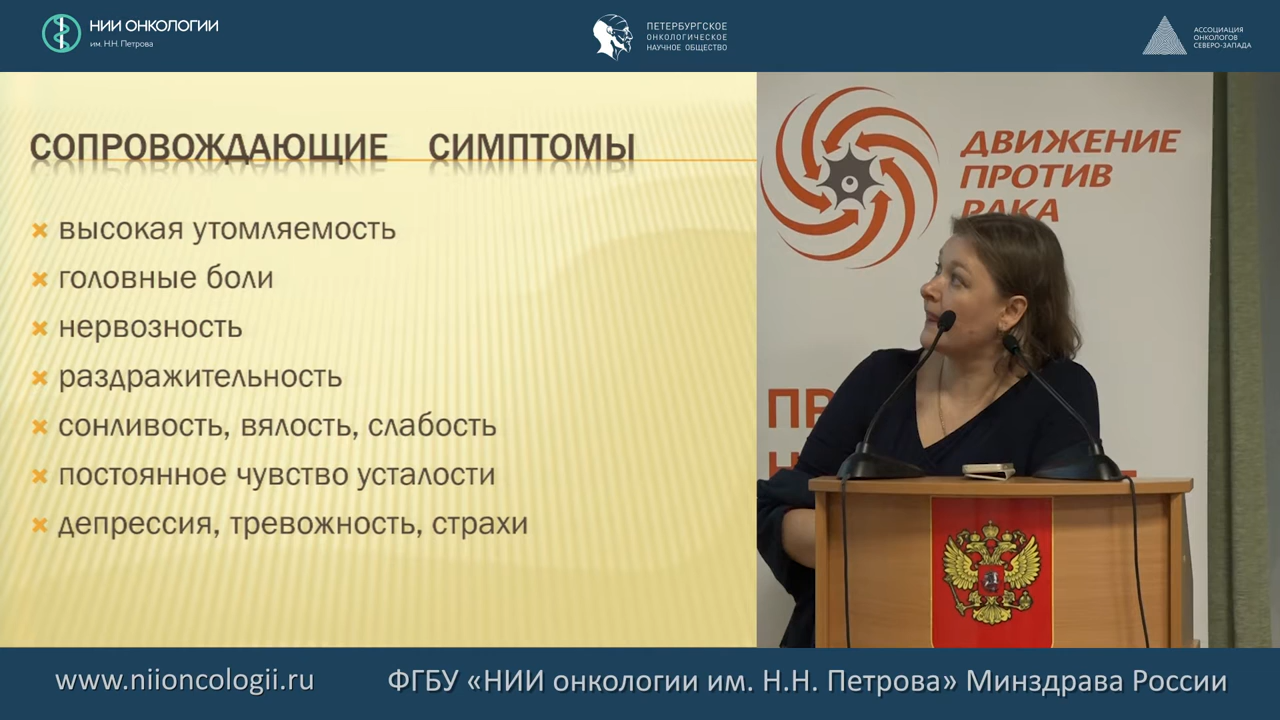 НИИ ОНКОЛОГИИ
им. Н.Н. Петрова
ПЕТЕРБУРГСКОЕ
ОНКОЛОГИЧЕСКОЕ
НАУЧНОЕ ОБЩЕСТВО
АССОЦИАЦИЯ
ОНКОЛОГОВ
СЕВЕРО-ЗАПАДА
СОПРОВОЖДАЮЩИЕ СИМПТОМЫ
высокая утомляемость
головные боли
нервозность
раздражительность
сонливость, вялость, слабость
постоянное чувство усталости
депрессия, тревожность, страхи
ДВИЖЕНИЕ
ПРОТИВ
РАКА
www.niioncologii.ru
ФГБУ «НИИ онкологии им. Н.Н. Петрова» Минздрава России